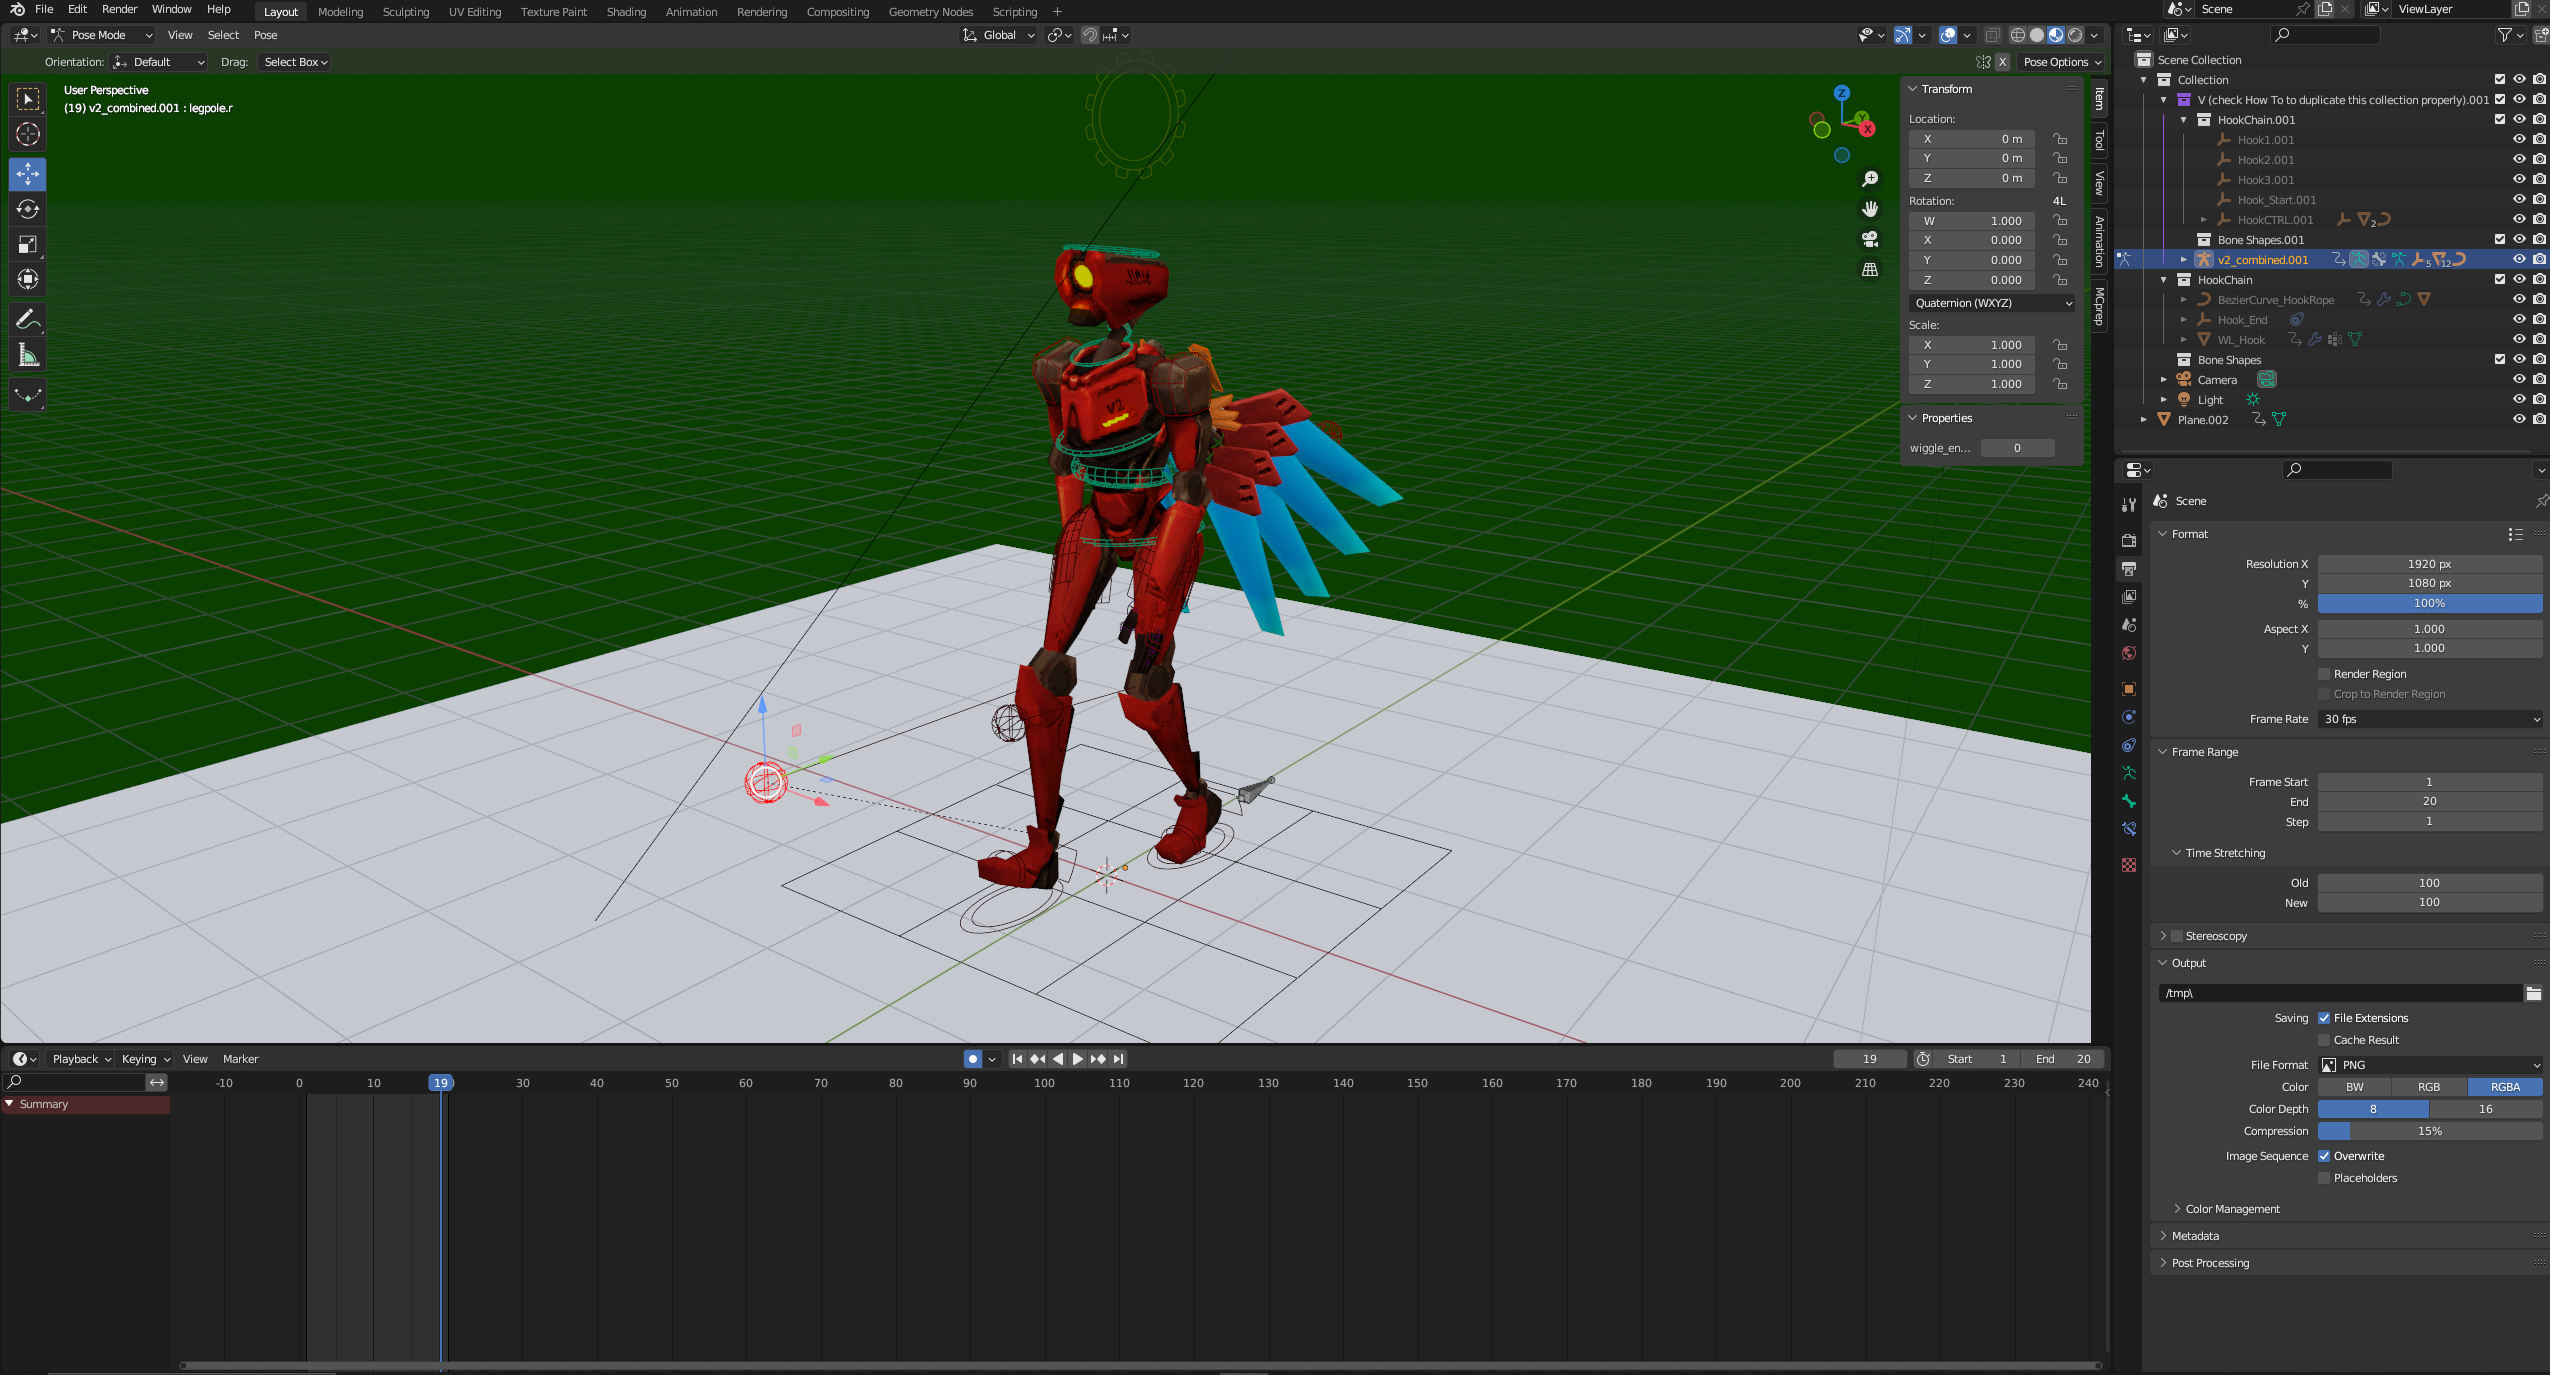 File Edit Render Window Help Layout Modeling Sculpting UV Editing Texture Paint Shading Animation Rendering Compositing Geometry Nodes Scripting + Scene ViewLayer
Pose Mode View Select Pose Global
Orientation: Default Drag: Select Box X Pose Options
User Perspective
(19) v2_combined.001 : legpole.r
Z
Y
X
V2
Transform
Location:
X 0 m
Y 0 m
Z 0 m
Rotation: 4L
W 1.000
X 0.000
Y 0.000
Z 0.000
Quaternion (WXYZ)
Scale:
X 1.000
Y 1.000
Z 1.000
Properties
wiggle_en... 0
Item
Tool
View
Animation
MCprep
Scene Collection
Collection
V (check How To to duplicate this collection properly).001
HookChain.001
Hook1.001
Hook2.001
Hook3.001
Hook_Start.001
HookCTRL.001 2
Bone Shapes.001
v2_combined.001 5 12
HookChain
BezierCurve_HookRope
Hook_End
WL_Hook
Bone Shapes
Camera
Light
Plane.002
Scene
Format
Resolution X 1920 px
Y 1080 px
% 100%
Aspect X 1.000
Y 1.000
Render Region
Crop to Render Region
Frame Rate 30 fps
Frame Range
Frame Start 1
End 20
Step 1
Time Stretching
Old 100
New 100
Stereoscopy
Output
/tmp\
Saving File Extensions
Cache Result
File Format PNG
Color BW RGB RGBA
Color Depth 8 16
Compression 15%
Image Sequence Overwrite
Placeholders
Color Management
Metadata
Post Processing
Playback Keying View Marker 19 Start 1 End 20
-10 0 10 19 30 40 50 60 70 80 90 100 110 120 130 140 150 160 170 180 190 200 210 220 230 240
Summary